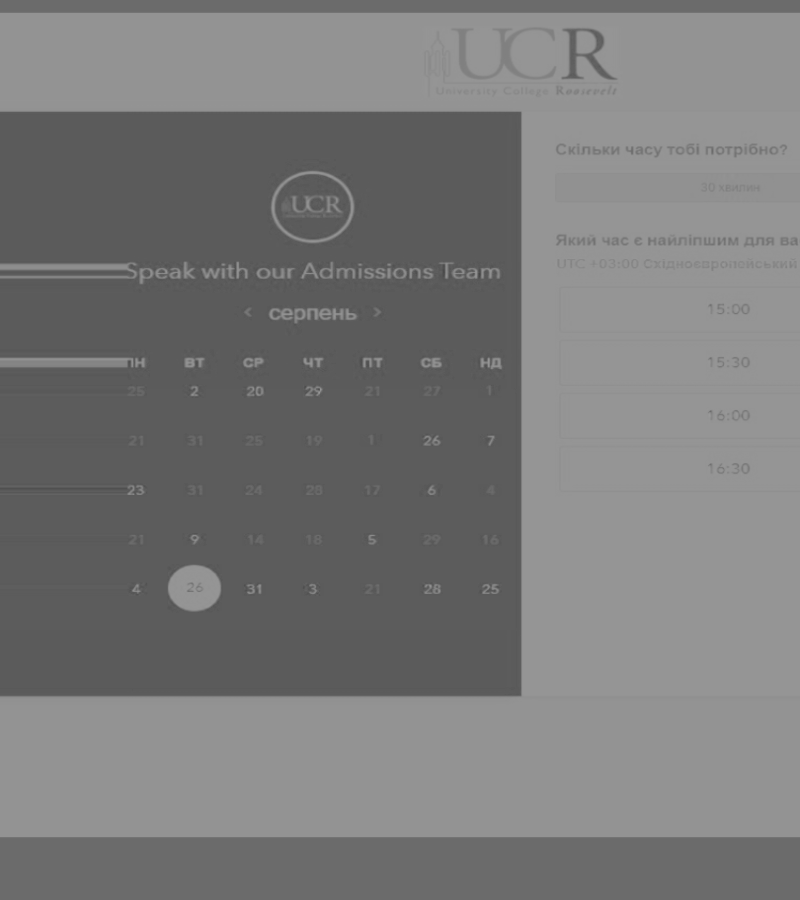 UCR
University College Roosevelt
UCR
Speak with our Admissions Team
< серпень >
ПН ВТ СР ЧТ ПТ СБ НД
25 2 20 29 21 27 1
21 31 25 19 1 26 7
23 31 24 28 17 6 4
21 9 14 18 5 29 16
4 26 31 3 21 28 25
Скільки часу тобі потрібно?
30 хвилин
Який час є найліпшим для ва
UTC +03:00 Східноєвропейський
15:00
15:30
16:00
16:30